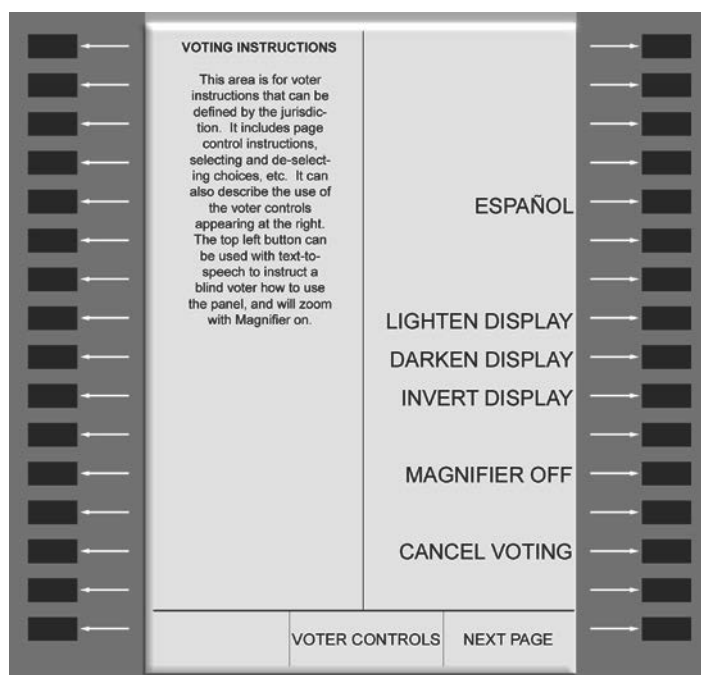 VOTING INSTRUCTIONS
This area is for voter
instructions that can be
defined by the jurisdic-
tion. It includes page
control instructions,
selecting and de-select-
ing choices, etc. It can
also describe the use of
the voter controls
appearing at the right.
The top left button can
be used with text-to-
speech to instruct a
blind voter how to use
the panel, and will zoom
with Magnifier on.
ESPAÑOL
LIGHTEN DISPLAY
DARKEN DISPLAY
INVERT DISPLAY
MAGNIFIER OFF
CANCEL VOTING
VOTER CONTROLS
NEXT PAGE